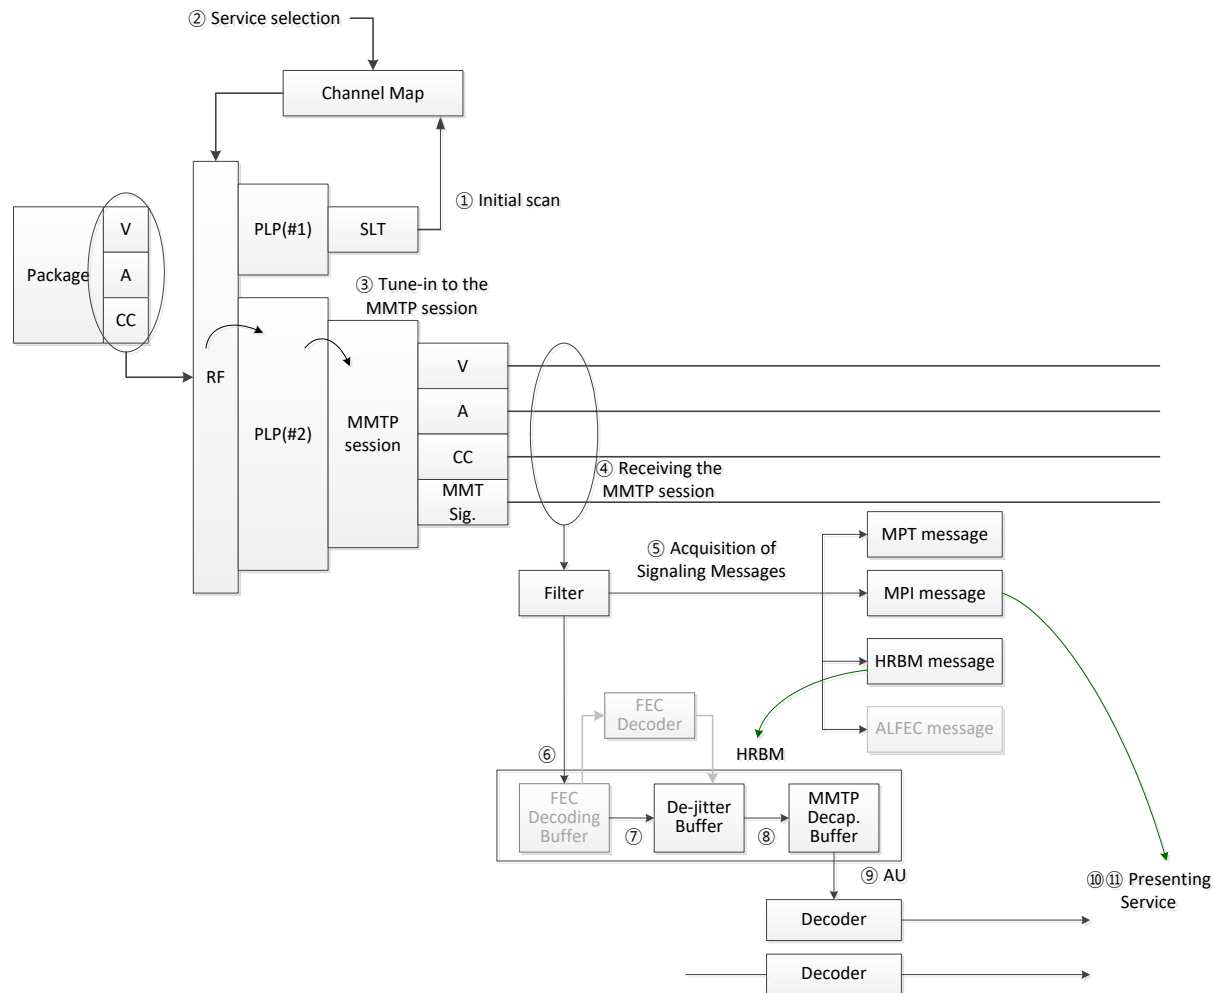 ② Service selection
Channel Map
① Initial scan
PLP(#1)
SLT
V
Package
A
CC
③ Tune-in to the
MMTP session
RF
PLP(#2)
MMTP
session
V
A
CC
MMT
Sig.
④ Receiving the
MMTP session
⑤ Acquisition of
Signaling Messages
Filter
MPT message
MPI message
HRBM message
ALFEC message
FEC
Decoder
HRBM
⑥
FEC
Decoding
Buffer
⑦
De-jitter
Buffer
⑧
MMTP
Decap.
Buffer
⑨ AU
⑩⑪ Presenting
Service
Decoder
Decoder